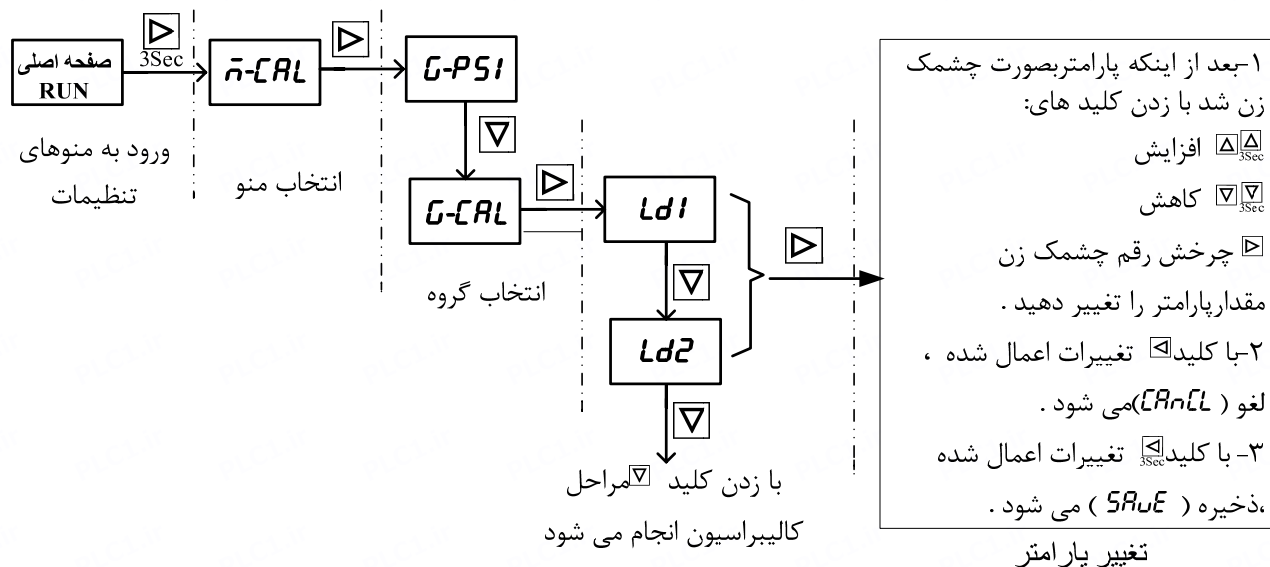 صفحه اصلی
RUN
3Sec
ورود به منوهای
تنظیمات
n̄-CAL
انتخاب منو
G-PS1
G-CAL
انتخاب گروه
Ld1
Ld2
با زدن کلید مراحل
کالیبراسیون انجام می شود
۱-بعد از اینکه پارامتربصورت چشمک
زن شد با زدن کلید های:
3Sec افزایش
3Sec کاهش
چرخش رقم چشمک زن
مقدارپارامتر را تغییر دهید .
۲-با کلید تغییرات اعمال شده ،
لغو ( CAnCL)می شود .
۳- با کلید 3Sec تغییرات اعمال شده
،ذخیره ( SAvE ) می شود .
تغییر پارامتر